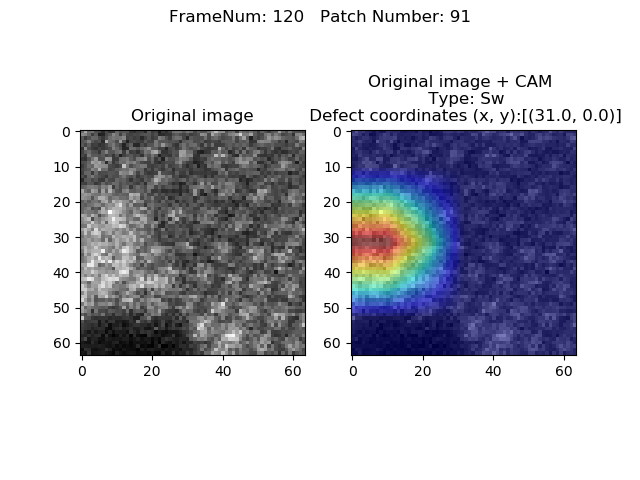 FrameNum: 120   Patch Number: 91
Original image
0
10
20
30
40
50
60
0 20 40 60
Original image + CAM
Type: Sw
Defect coordinates (x, y):[(31.0, 0.0)]
0
10
20
30
40
50
60
0 20 40 60